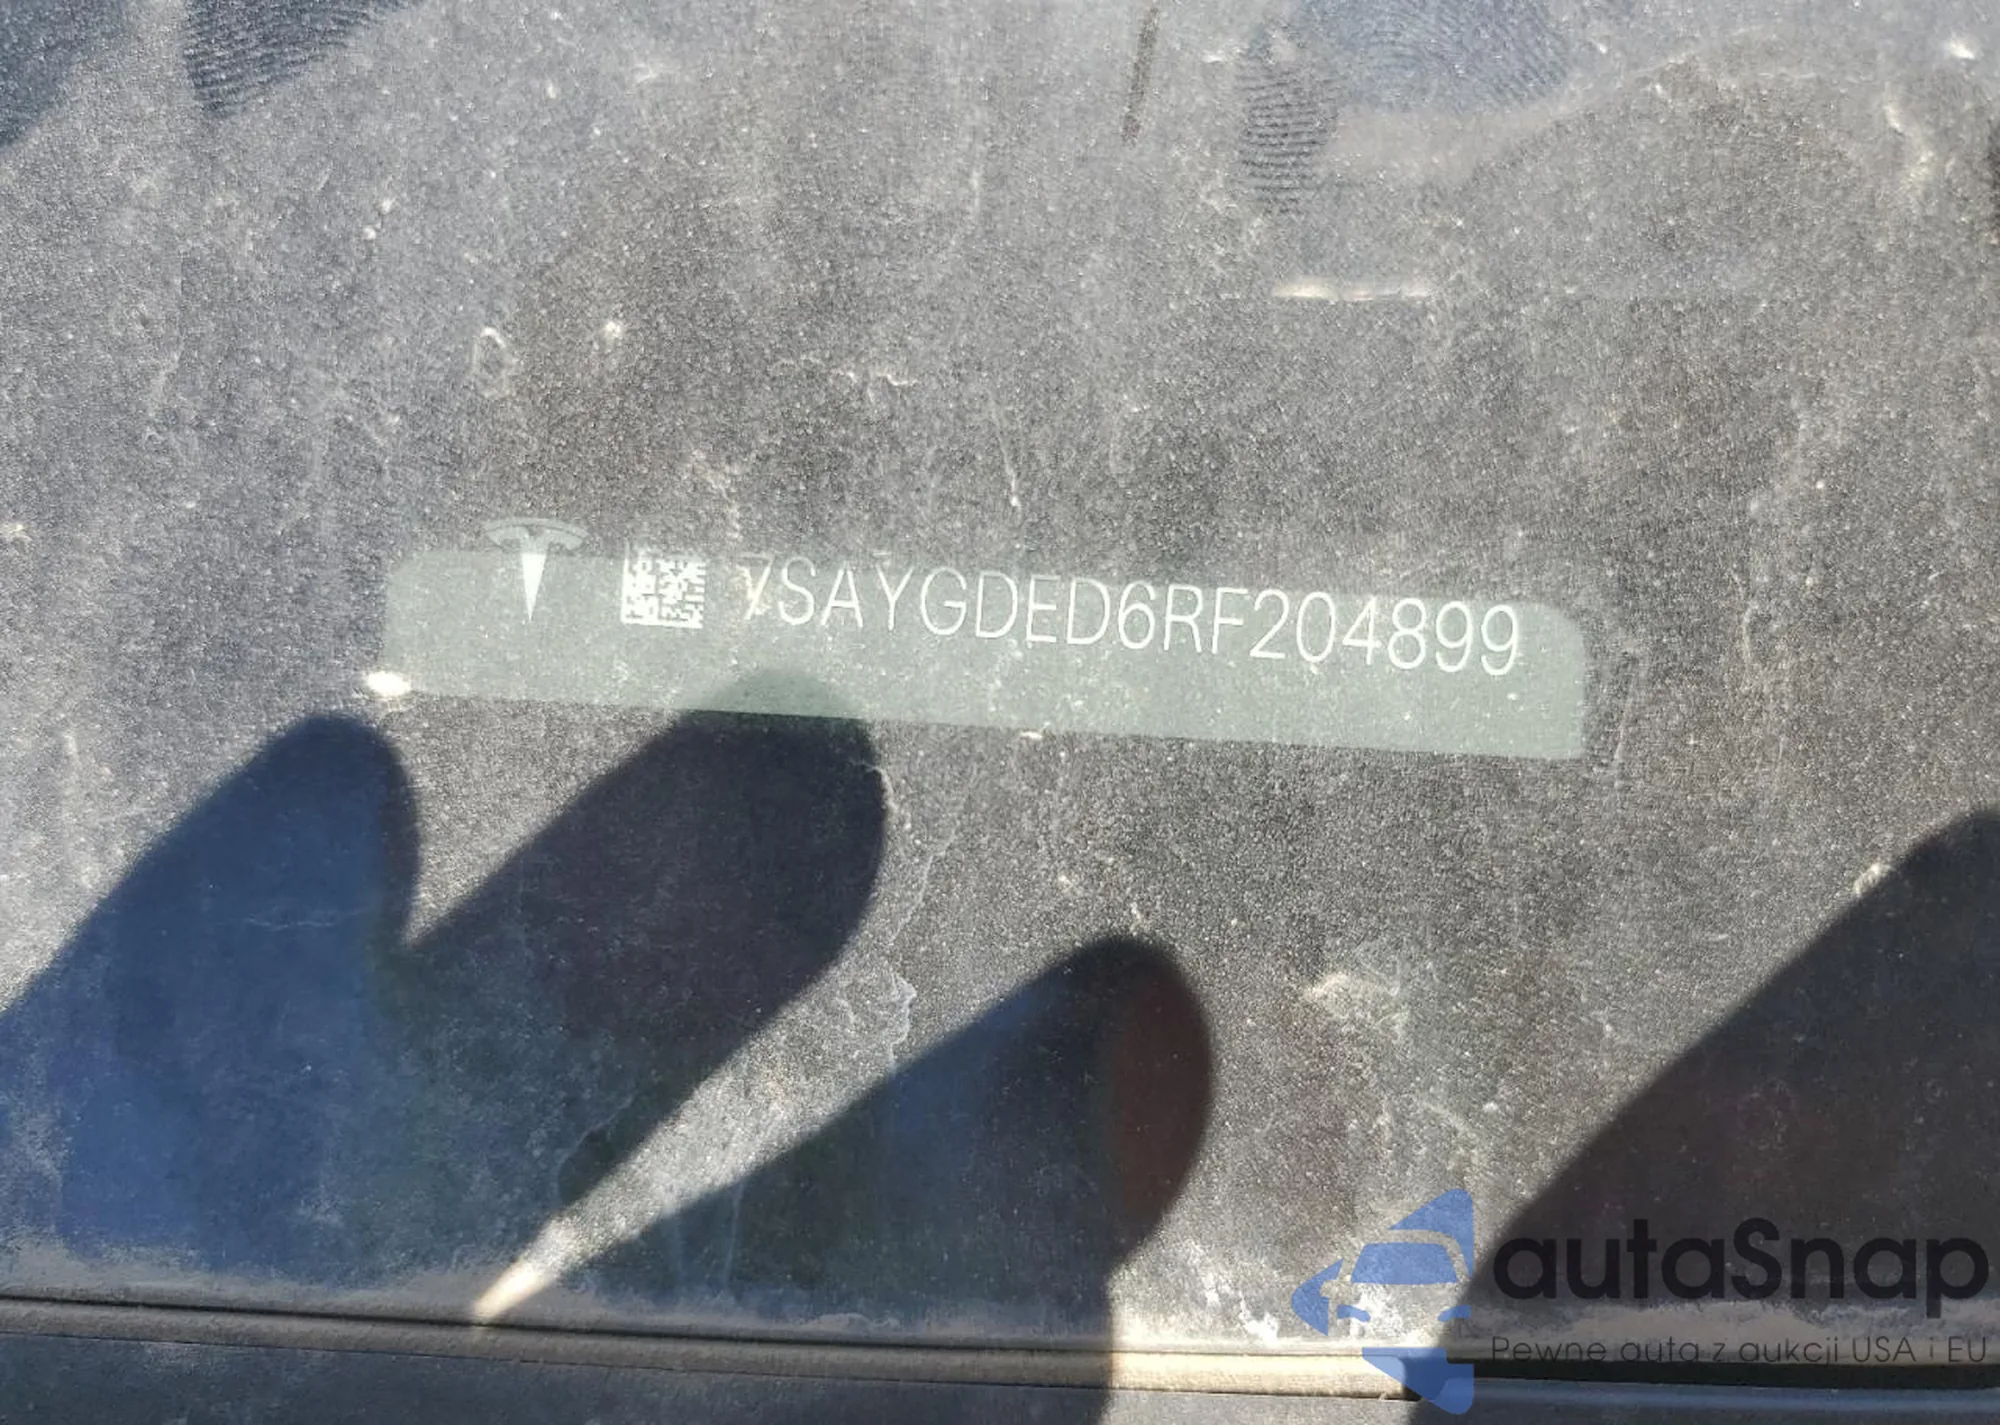 7SAYGDED6RF204899
autaSnap
Pewne auta z aukcji USA i EU